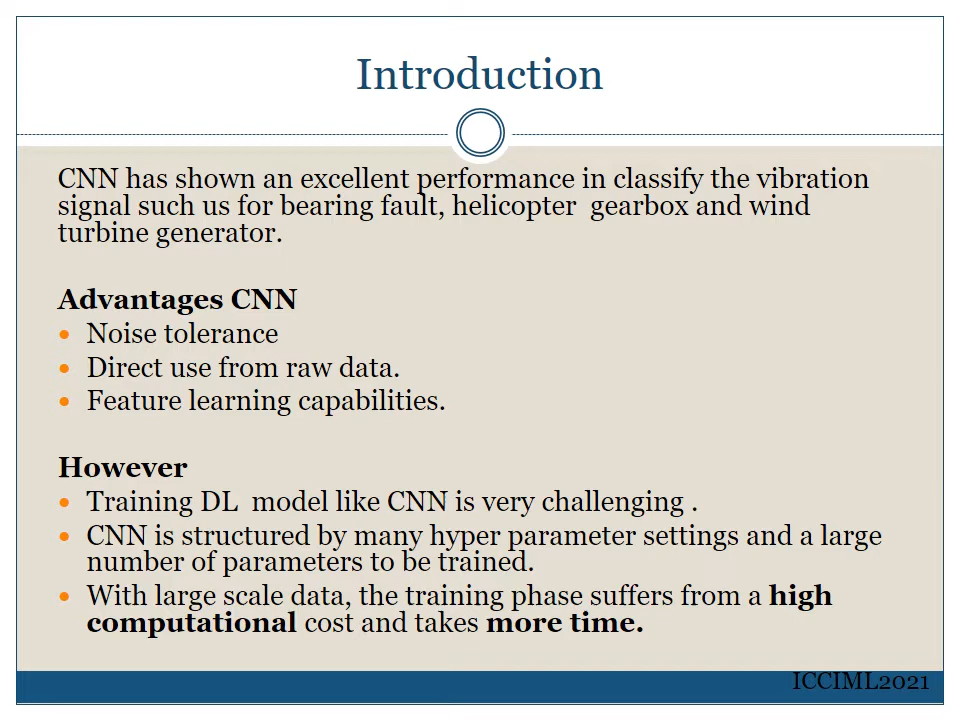 Introduction
CNN has shown an excellent performance in classify the vibration
signal such us for bearing fault, helicopter  gearbox and wind
turbine generator.
Advantages CNN
• Noise tolerance
• Direct use from raw data.
• Feature learning capabilities.
However
• Training DL  model like CNN is very challenging .
• CNN is structured by many hyper parameter settings and a large
number of parameters to be trained.
• With large scale data, the training phase suffers from a high
computational cost and takes more time.
ICCIML2021